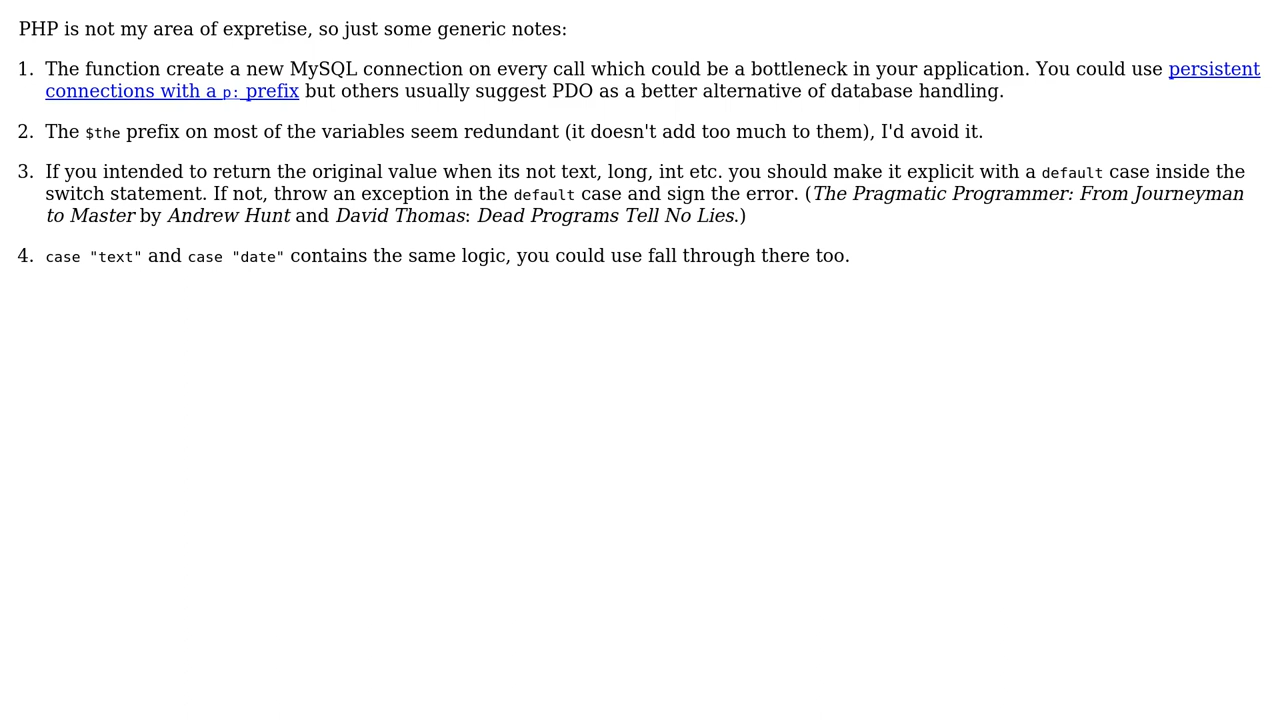 PHP is not my area of expretise, so just some generic notes:
1. The function create a new MySQL connection on every call which could be a bottleneck in your application. You could use persistent
connections with a p: prefix but others usually suggest PDO as a better alternative of database handling.
2. The $the prefix on most of the variables seem redundant (it doesn't add too much to them), I'd avoid it.
3. If you intended to return the original value when its not text, long, int etc. you should make it explicit with a default case inside the
switch statement. If not, throw an exception in the default case and sign the error. (The Pragmatic Programmer: From Journeyman
to Master by Andrew Hunt and David Thomas: Dead Programs Tell No Lies.)
4. case "text" and case "date" contains the same logic, you could use fall through there too.